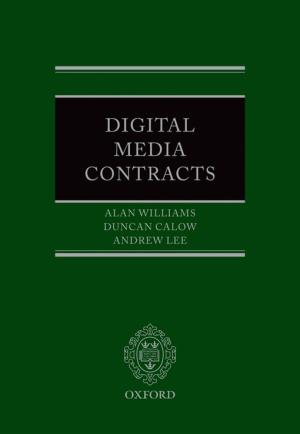 DIGITAL
MEDIA
CONTRACTS
ALAN WILLIAMS
DUNCAN CALOW
ANDREW LEE
OXFORD